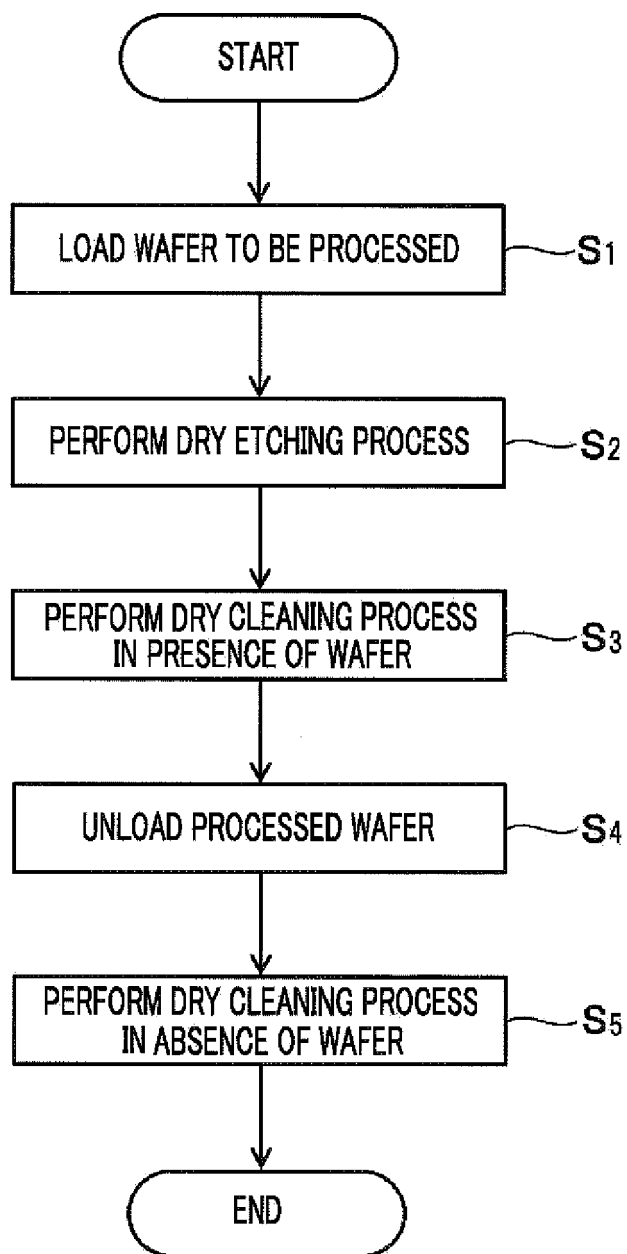 START
LOAD WAFER TO BE PROCESSED
S1
PERFORM DRY ETCHING PROCESS
S2
PERFORM DRY CLEANING PROCESS
IN PRESENCE OF WAFER
S3
UNLOAD PROCESSED WAFER
S4
PERFORM DRY CLEANING PROCESS
IN ABSENCE OF WAFER
S5
END